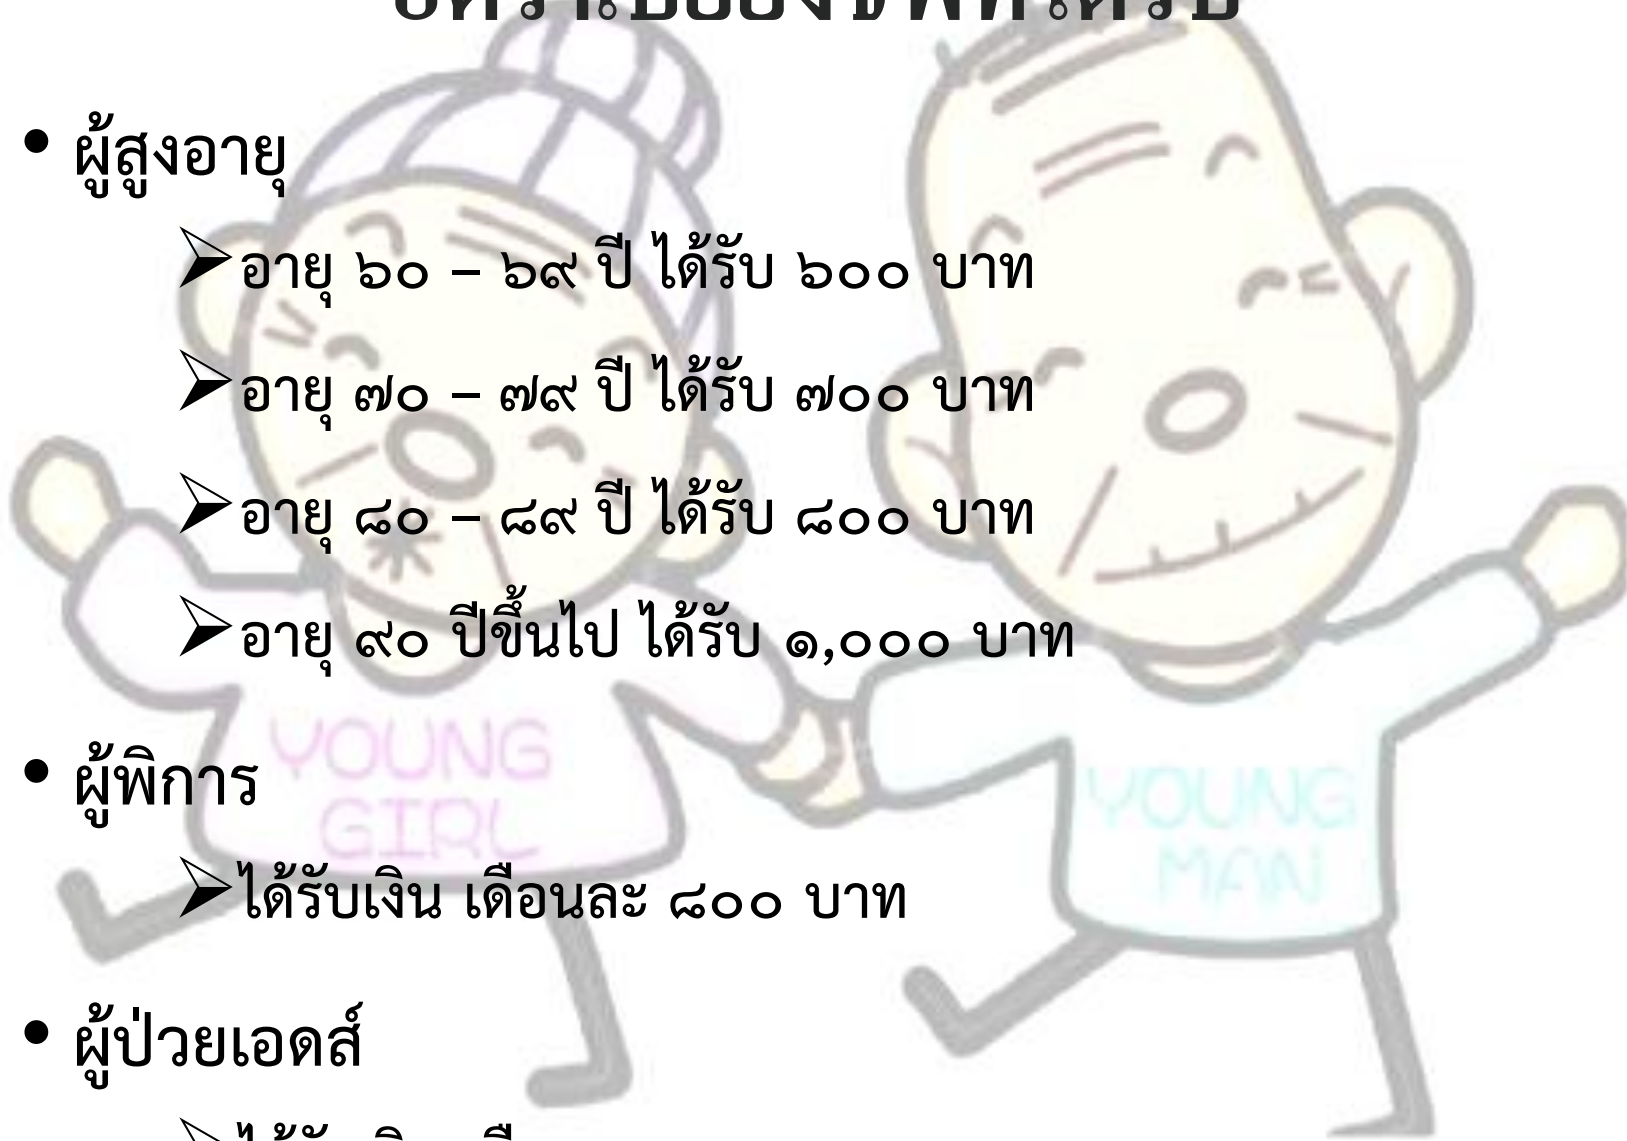 • ผู้สูงอายุ
➢อายุ ๖๐ – ๖๙ ปี ได้รับ ๖๐๐ บาท
➢อายุ ๗๐ – ๗๙ ปี ได้รับ ๗๐๐ บาท
➢อายุ ๘๐ – ๘๙ ปี ได้รับ ๘๐๐ บาท
➢อายุ ๙๐ ปีขึ้นไป ได้รับ ๑,๐๐๐ บาท
• ผู้พิการ
➢ได้รับเงิน เดือนละ ๘๐๐ บาท
• ผู้ป่วยเอดส์
YOUNG
GIRL
YOUNG
MAN